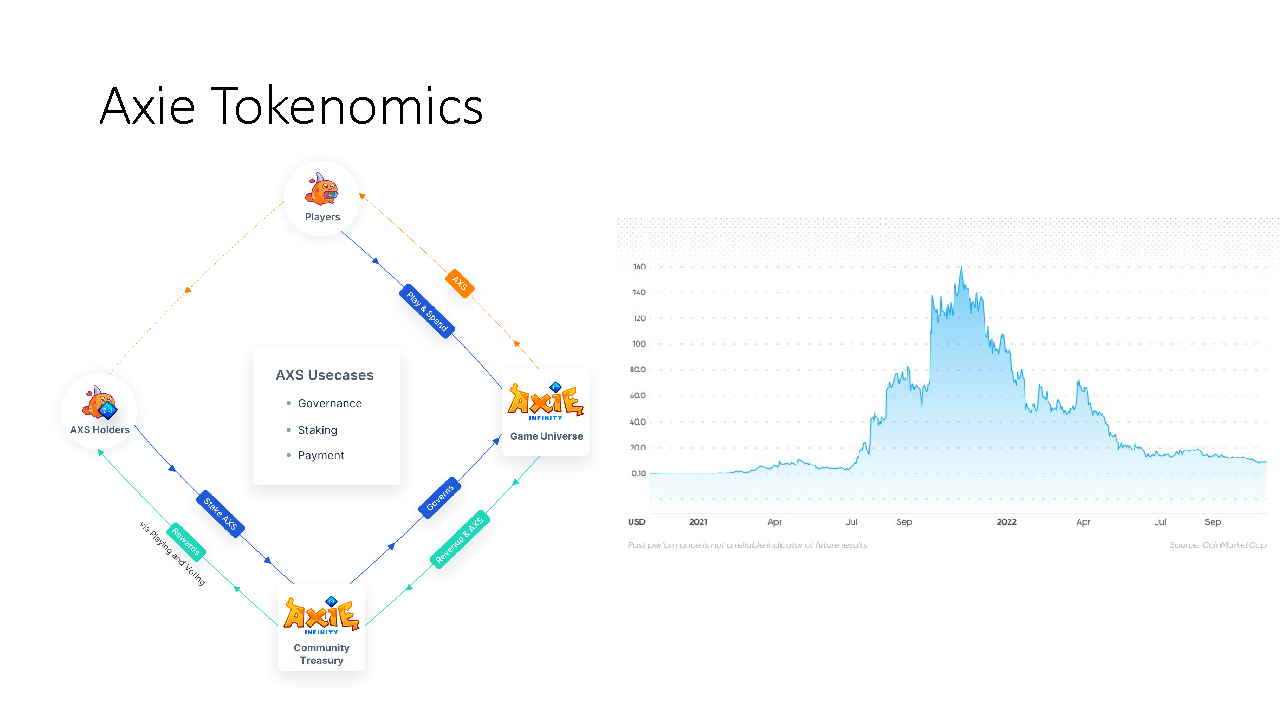 Axie Tokenomics
Players
AXS
Play & Spend
AXS Usecases
• Governance
• Staking
• Payment
AXS Holders
AXIE
INFINITY
Game Universe
Stake AXS
Governs
Rewards
via Playing and Voting
Revenue & AXS
AXIE
INFINITY
Community
Treasury
160
140
120
100
80.0
60.0
40.0
20.0
0.18
USD 2021 Apr Jul Sep 2022 Apr Jul Sep
Past performance is not a reliable indicator of future results
Source: CoinMarketCap